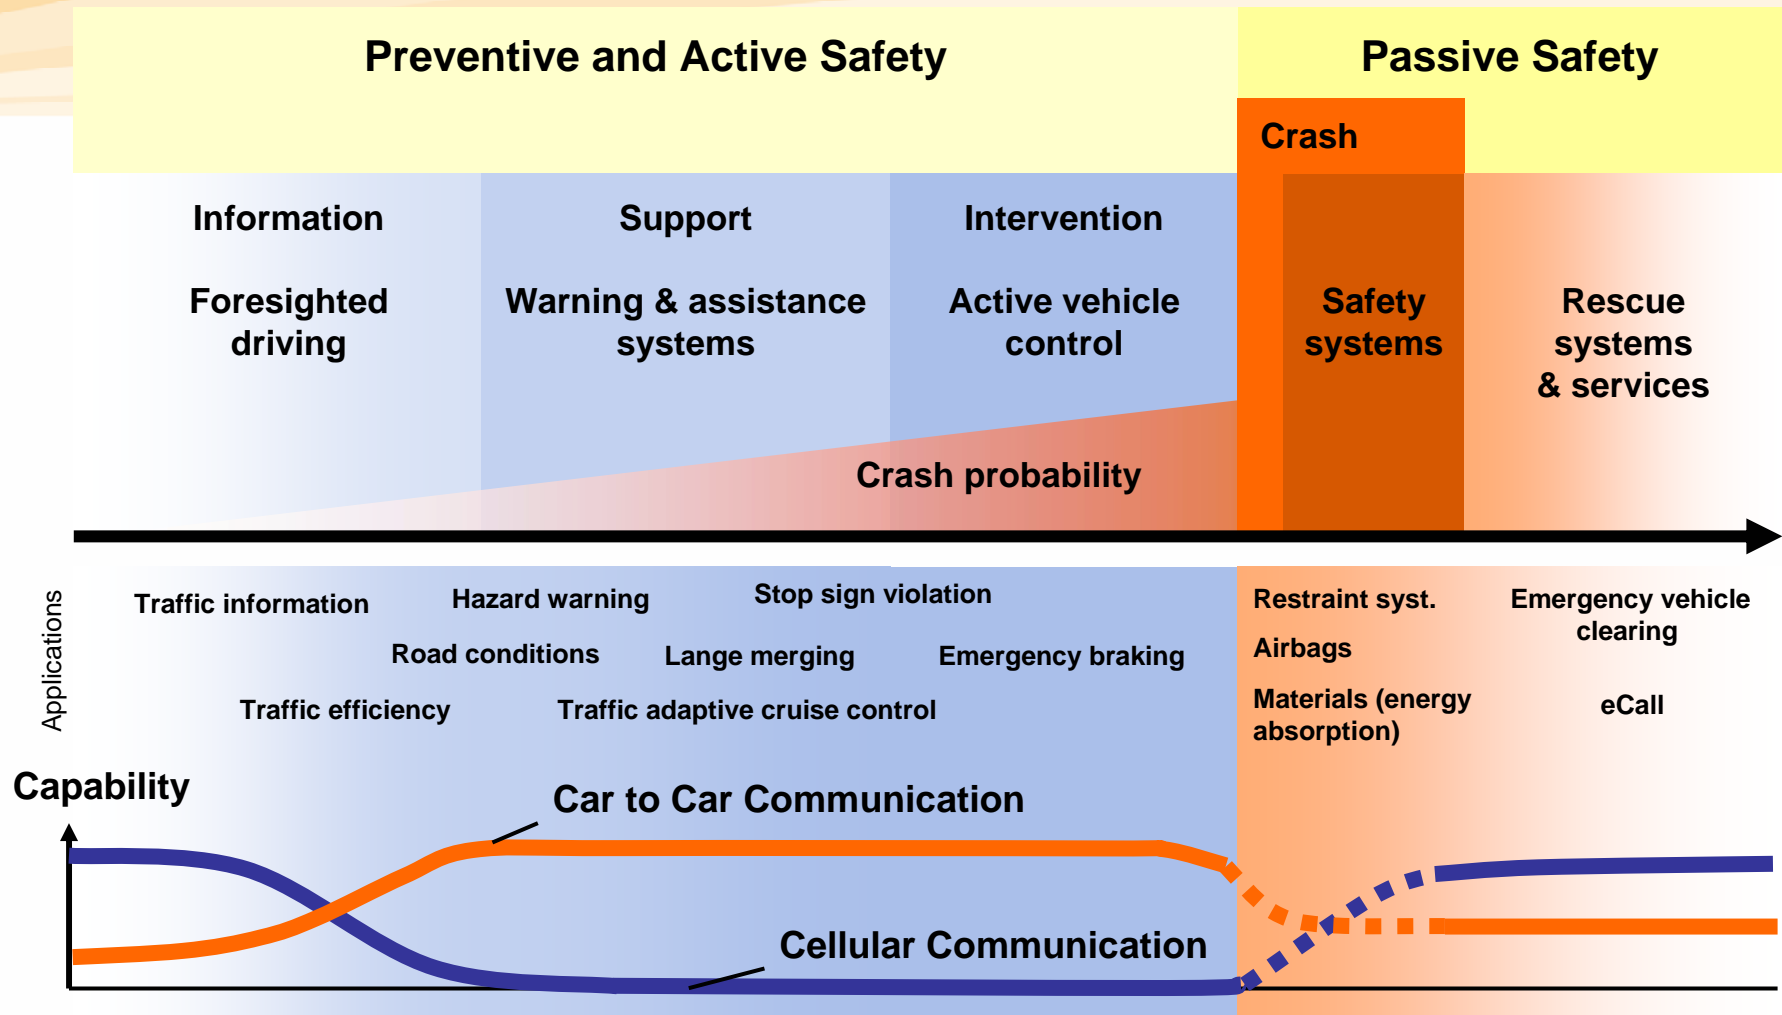 Preventive and Active Safety
Passive Safety
Crash
Information
Support
Intervention
Foresighted
driving
Warning & assistance
systems
Active vehicle
control
Safety
systems
Rescue
systems
& services
Crash probability
Applications
Traffic information
Hazard warning
Stop sign violation
Road conditions
Lange merging
Emergency braking
Traffic efficiency
Traffic adaptive cruise control
Restraint syst.
Airbags
Materials (energy
absorption)
Emergency vehicle
clearing
eCall
Capability
Car to Car Communication
Cellular Communication